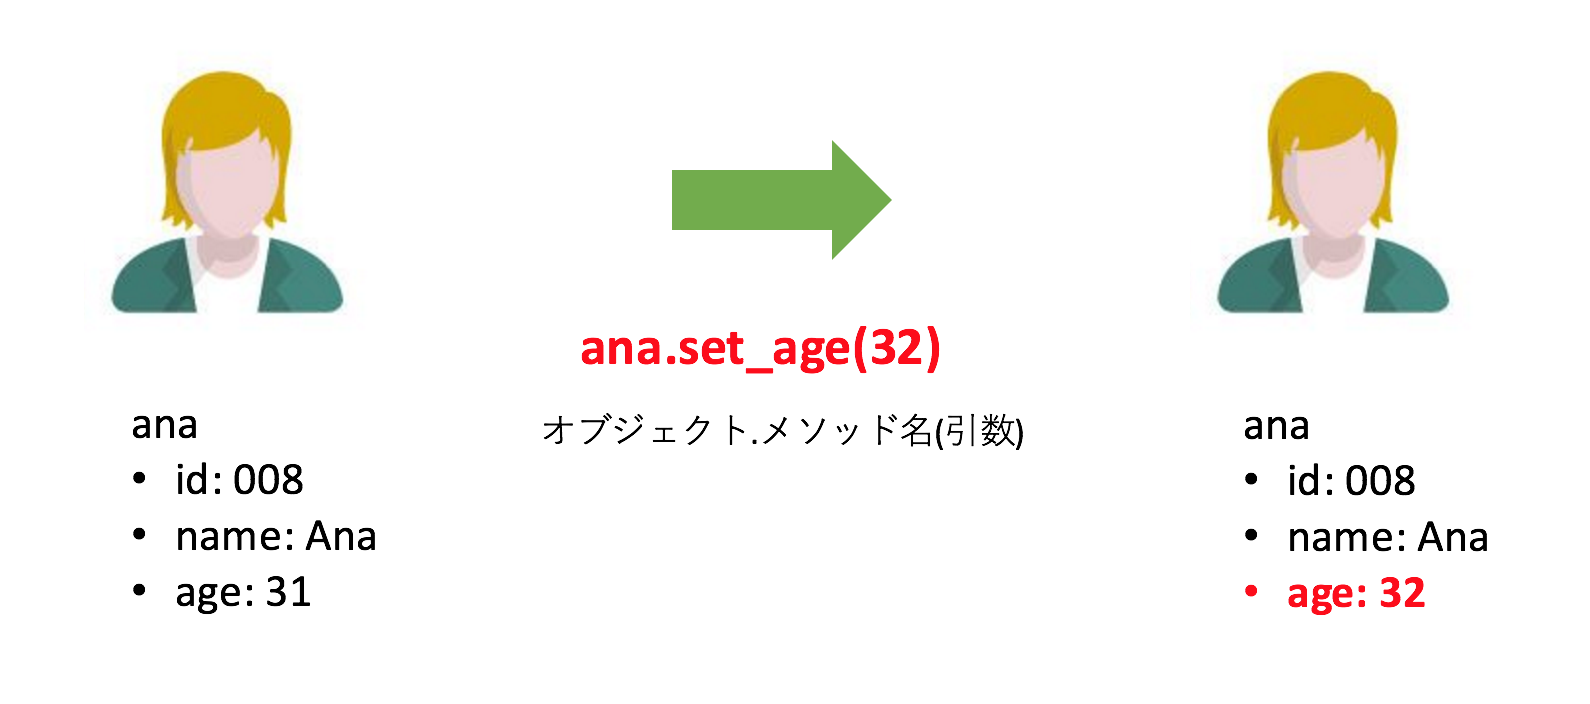 ana.set_age(32)
オブジェクト.メソッド名(引数)
ana
• id: 008
• name: Ana
• age: 31
ana
• id: 008
• name: Ana
• age: 32